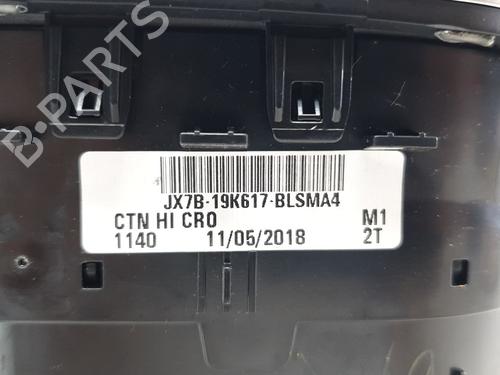 B-PARTS
JX7B-19K617-BLSMA4
CTN HI CRO M1
1140 11/05/2018 2T